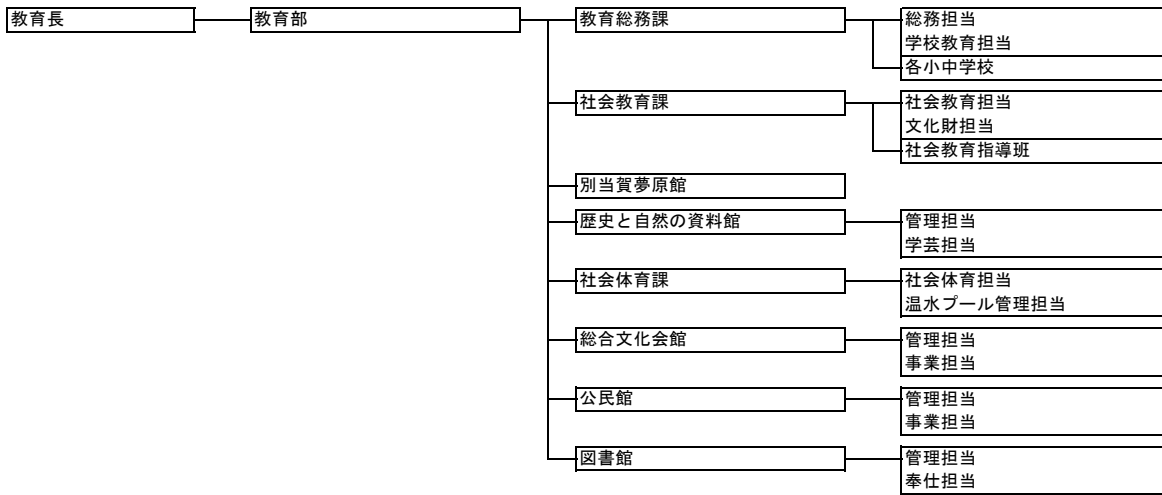 教育長
教育部
教育総務課
総務担当
学校教育担当
各小中学校
社会教育課
社会教育担当
文化財担当
社会教育指導班
別当賀夢原館
歴史と自然の資料館
管理担当
学芸担当
社会体育課
社会体育担当
温水プール管理担当
総合文化会館
管理担当
事業担当
公民館
管理担当
事業担当
図書館
管理担当
奉仕担当